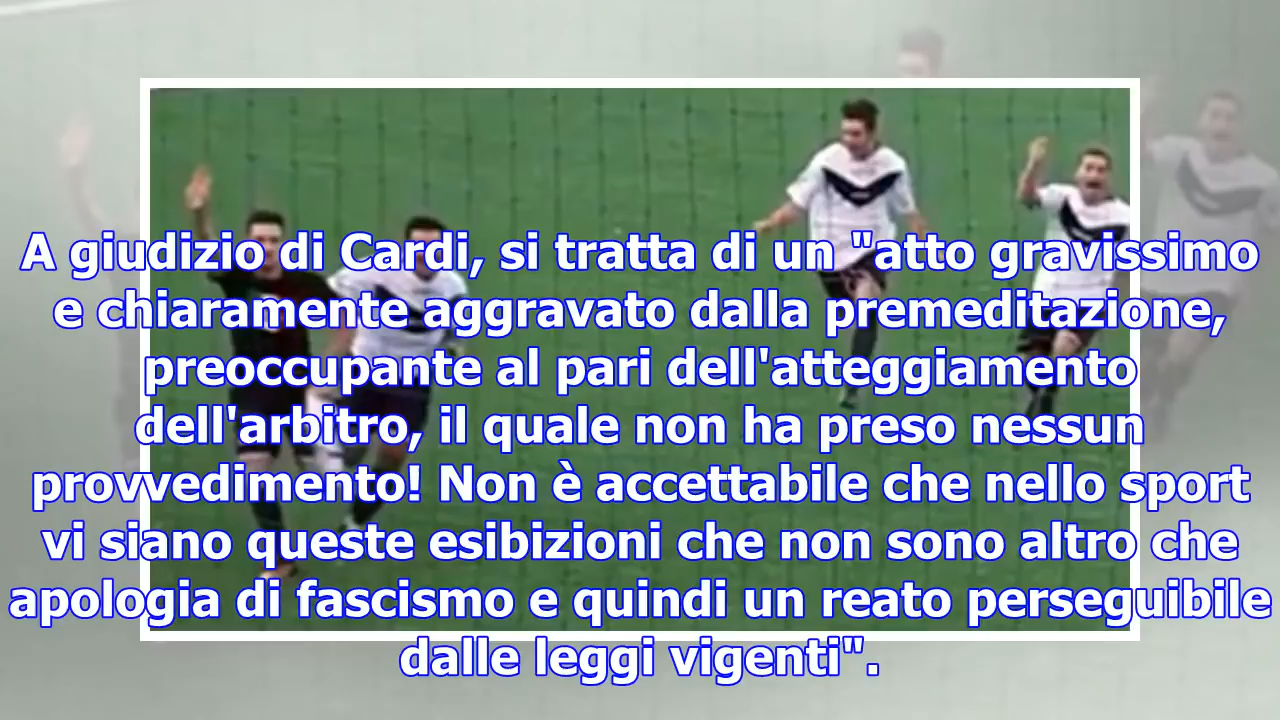 A giudizio di Cardi, si tratta di un "atto gravissimo
e chiaramente aggravato dalla premeditazione,
preoccupante al pari dell'atteggiamento
dell'arbitro, il quale non ha preso nessun
provvedimento! Non è accettabile che nello sport
vi siano queste esibizioni che non sono altro che
apologia di fascismo e quindi un reato perseguibile
dalle leggi vigenti".